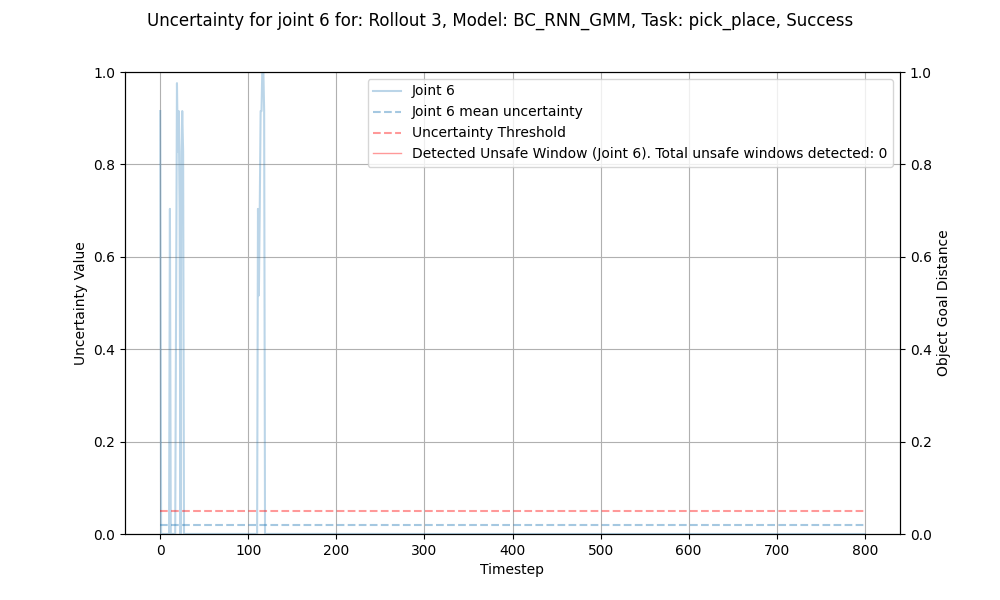 Uncertainty for joint 6 for: Rollout 3, Model: BC_RNN_GMM, Task: pick_place, Success
Joint 6
Joint 6 mean uncertainty
Uncertainty Threshold
Detected Unsafe Window (Joint 6). Total unsafe windows detected: 0
Uncertainty Value
1.0
0.8
0.6
0.4
0.2
0.0
1.0
0.8
0.6
0.4
0.2
0.0
Object Goal Distance
0 100 200 300 400 500 600 700 800
Timestep